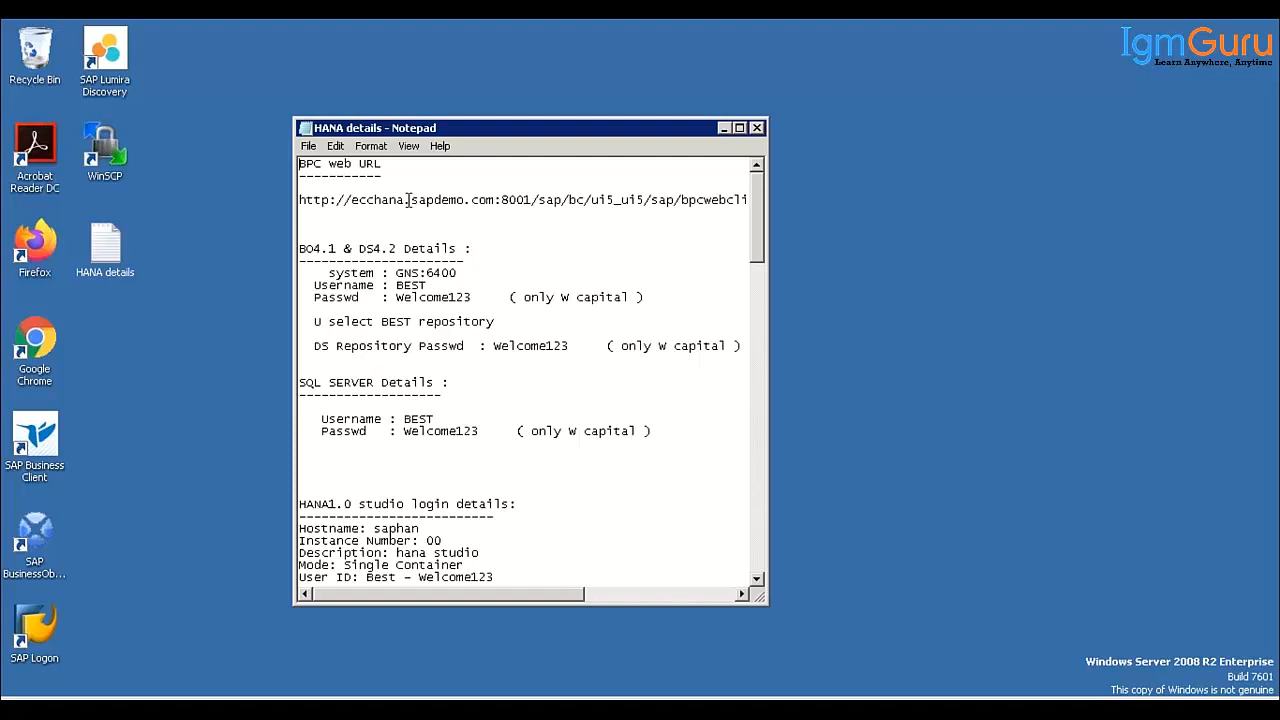 IgmGuru
Learn Anywhere, Anytime
Recycle Bin
SAP Lumira
Discovery
Acrobat
Reader DC
WinSCP
Firefox
HANA details
Google
Chrome
SAP Business
Client
SAP
BusinessOb...
SAP Logon
HANA details - Notepad
File Edit Format View Help
BPC web URL
-----------
http://ecchana.sapdemo.com:8001/sap/bc/ui5_ui5/sap/bpcwebcli
BO4.1 & DS4.2 Details :
----------------------
system : GNS:6400
Username : BEST
Passwd : Welcome123 ( only W capital )
U select BEST repository
DS Repository Passwd : Welcome123 ( only W capital )
SQL SERVER Details :
-------------------
Username : BEST
Passwd : Welcome123 ( only W capital )
HANA1.0 studio login details:
--------------------------
Hostname: saphan
Instance Number: 00
Description: hana studio
Mode: Single Container
User ID: Best - Welcome123
Windows Server 2008 R2 Enterprise
Build 7601
This copy of Windows is not genuine